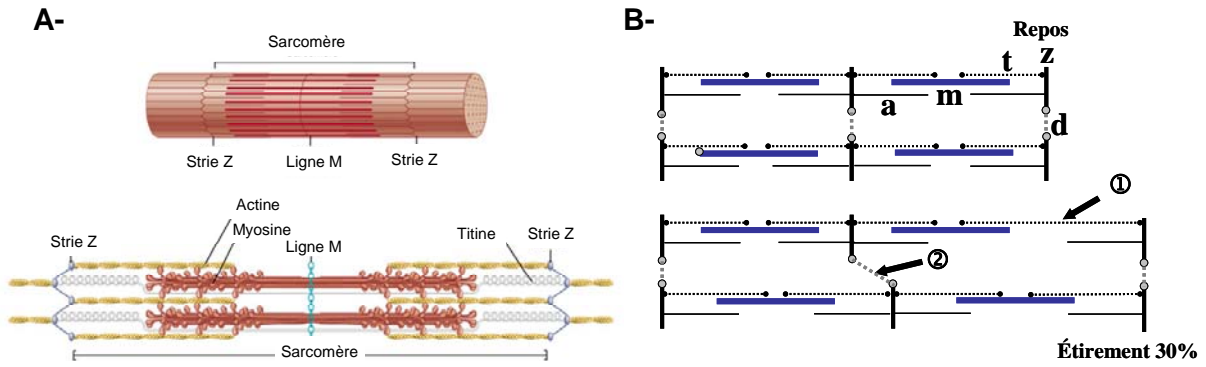 A-
Sarcomère
Strie Z
Ligne M
Strie Z
Actine
Myosine
Strie Z
Ligne M
Titine
Strie Z
Sarcomère
B-
Repos
t
z
a
m
d
①
②
Étirement 30%